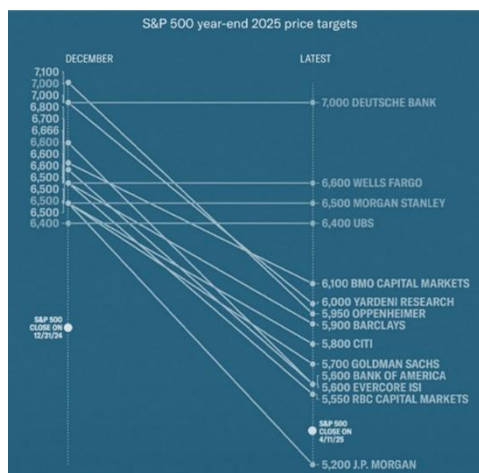 S&P 500 year-end 2025 price targets
DECEMBER
LATEST
7,100
7,000
7,000
6,800
6,700
6,666
6,600
6,600
6,600
6,500
6,500
6,500
6,500
6,400
7,000 DEUTSCHE BANK
6,600 WELLS FARGO
6,500 MORGAN STANLEY
6,400 UBS
6,100 BMO CAPITAL MARKETS
6,000 YARDENI RESEARCH
5,950 OPPENHEIMER
5,900 BARCLAYS
5,800 CITI
5,700 GOLDMAN SACHS
5,600 BANK OF AMERICA
5,600 EVERCORE ISI
5,550 RBC CAPITAL MARKETS
S&P 500
CLOSE ON
12/31/24
S&P 500
CLOSE ON
4/11/25
5,200 J.P. MORGAN